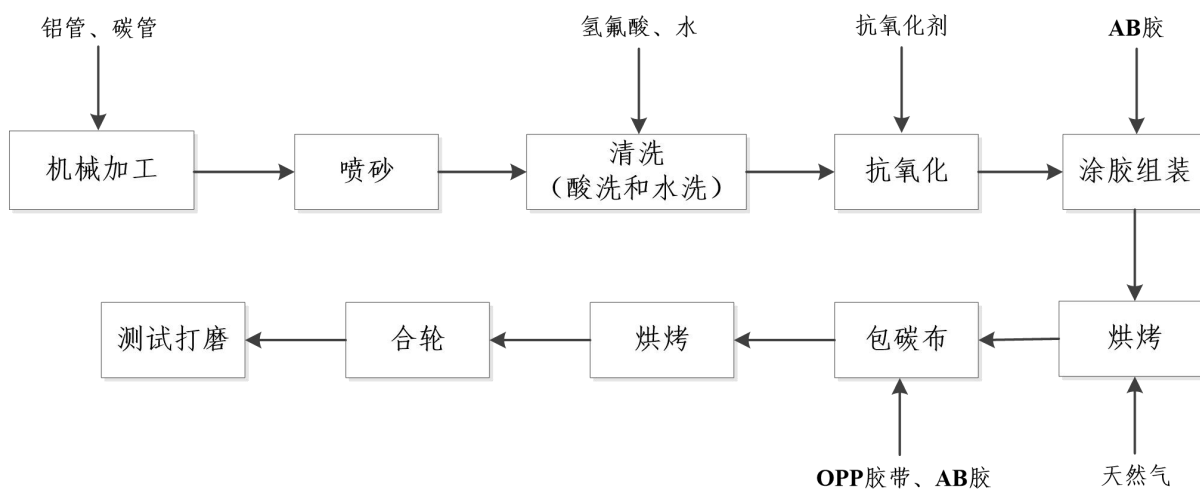 铝管、碳管
氢氟酸、水
抗氧化剂
AB胶
机械加工
喷砂
清洗
（酸洗和水洗）
抗氧化
涂胶组装
测试打磨
合轮
烘烤
包碳布
烘烤
OPP胶带、AB胶
天然气